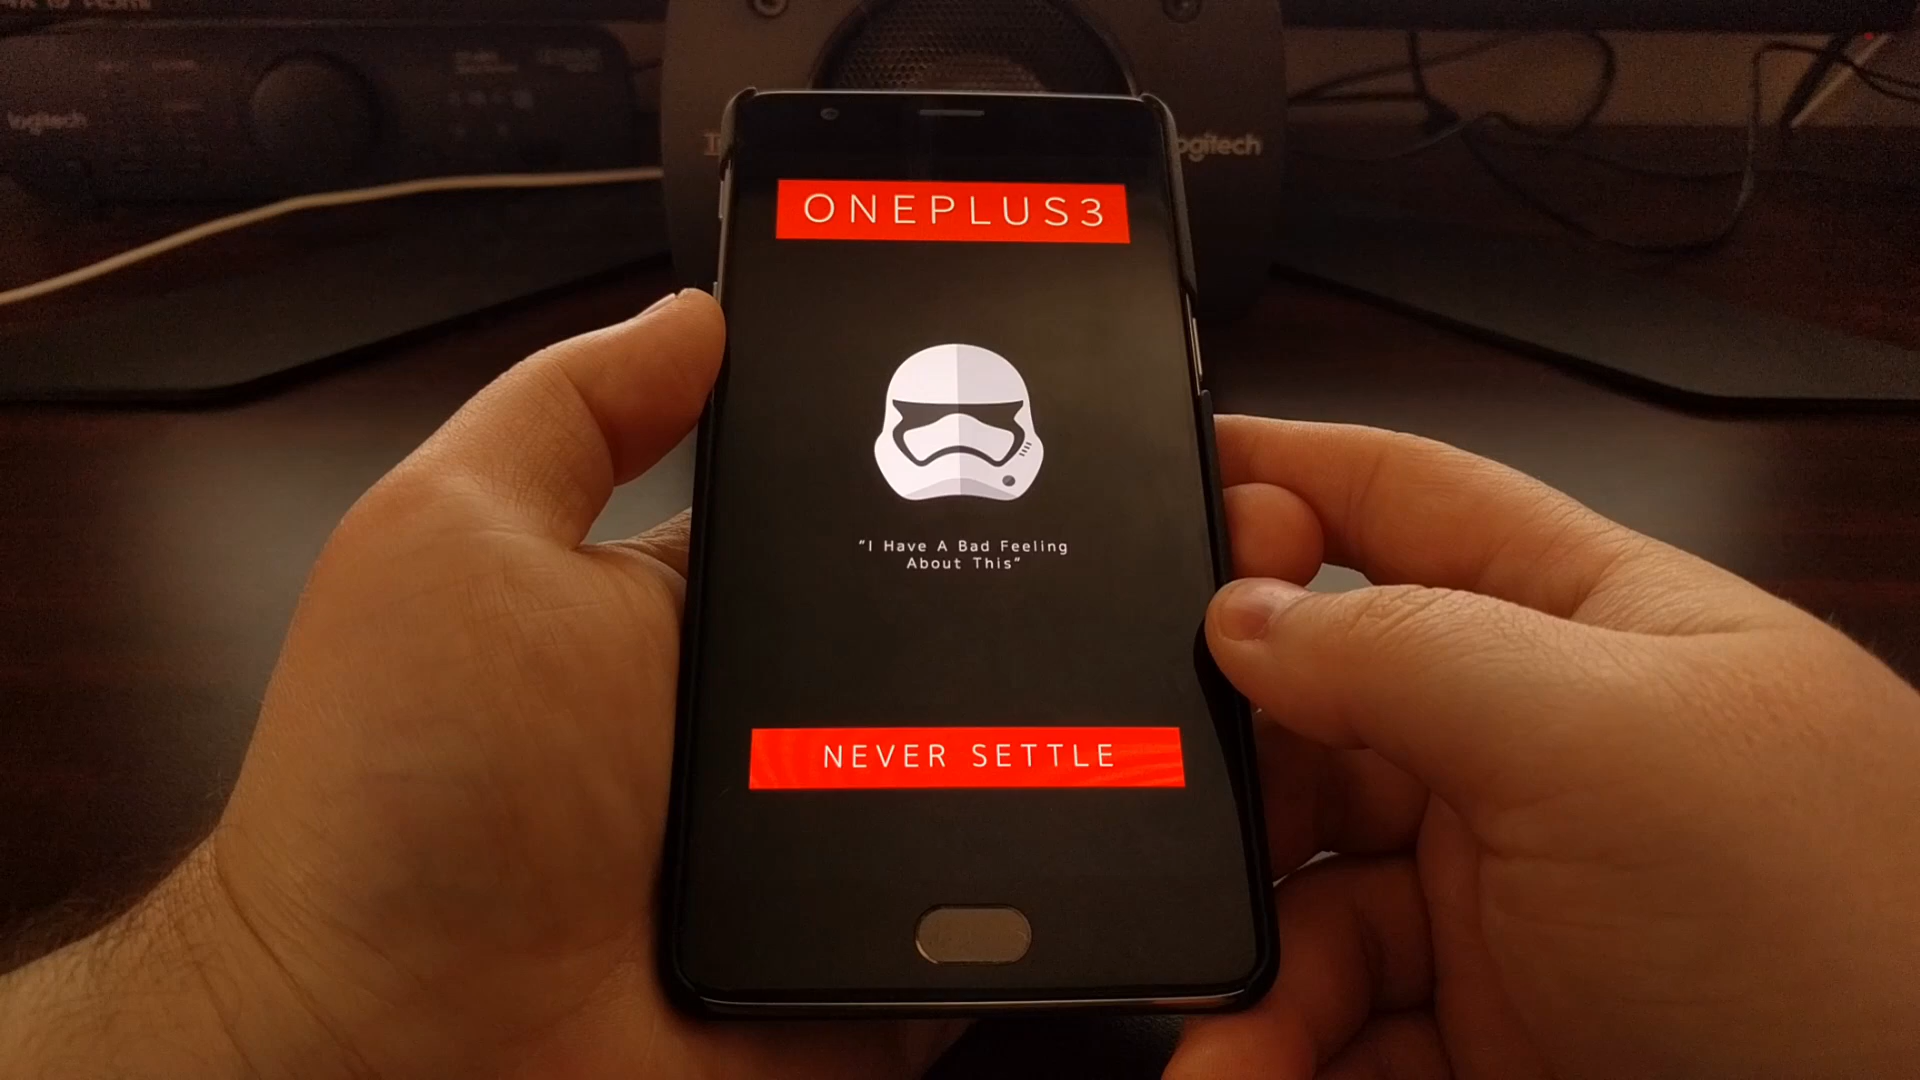 logitech
logitech
ONEPLUS3
"I Have A Bad Feeling
About This"
NEVER SETTLE